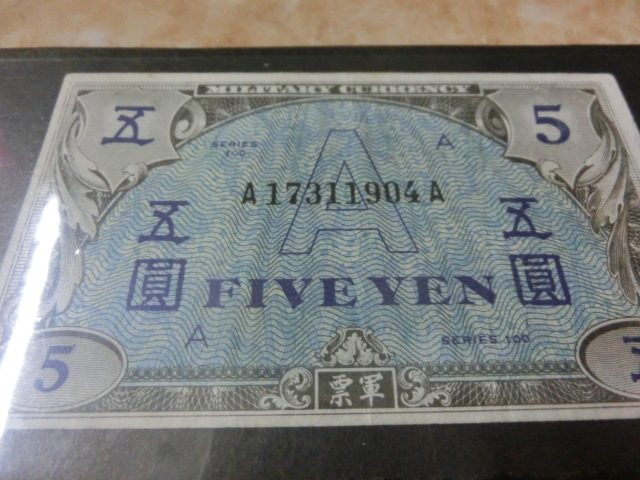 MILITARY CURRENCY
五 5
SERIES
100
A
A
A17311904A
五 五
圓 FIVE YEN 圓
A SERIES 100
5
票軍